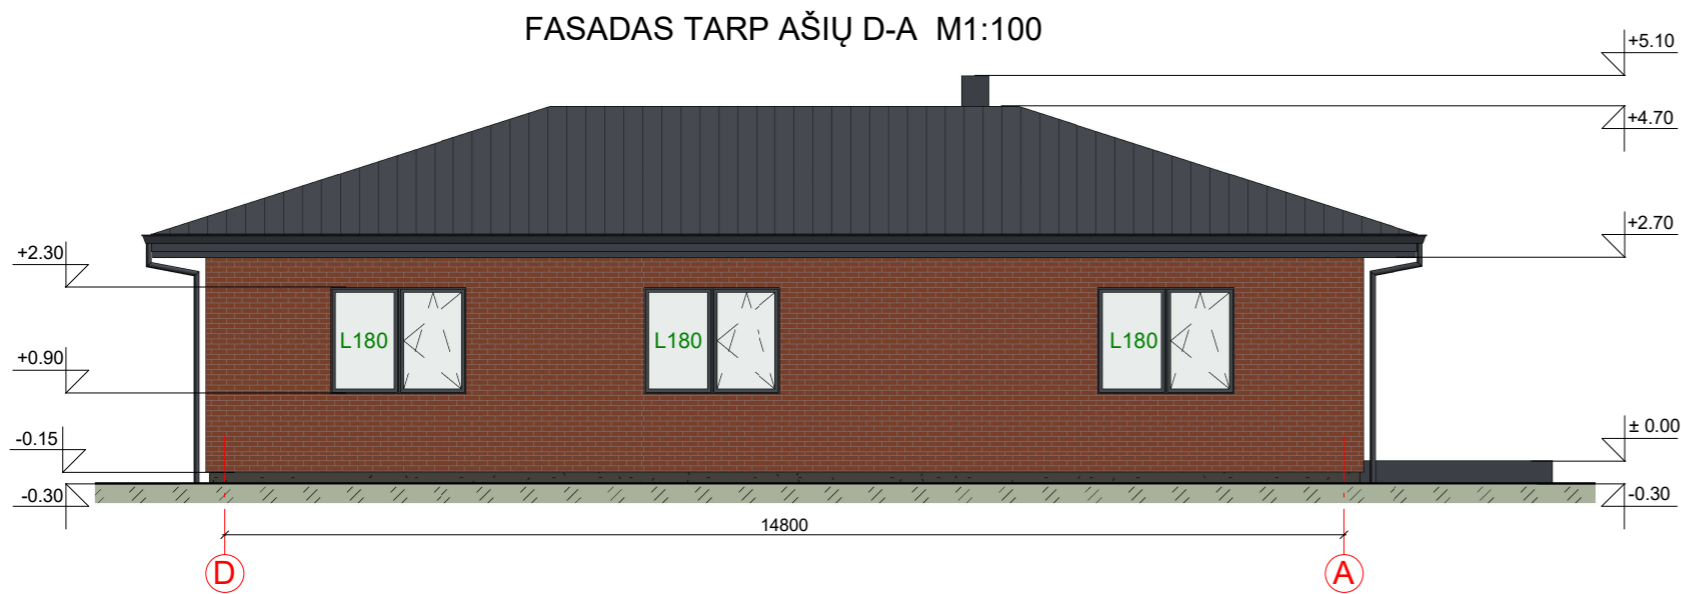 FASADAS TARP AŠIŲ D-A M1:100
+5.10
+4.70
+2.70
+2.30
L180
L180
L180
+0.90
-0.15
± 0.00
-0.30
-0.30
14800
D
A